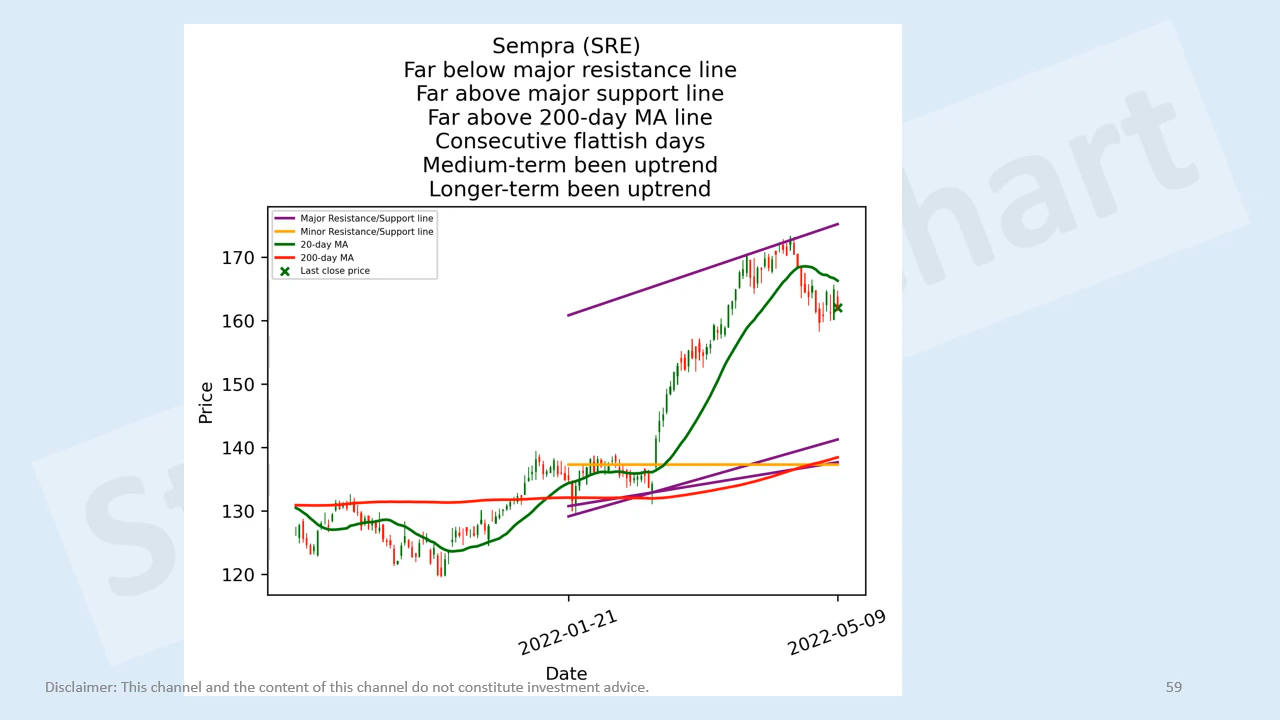 Sempra (SRE)
Far below major resistance line
Far above major support line
Far above 200-day MA line
Consecutive flattish days
Medium-term been uptrend
Longer-term been uptrend
Major Resistance/Support line
Minor Resistance/Support line
20-day MA
200-day MA
Last close price
170
160
150
140
130
120
Price
2022-01-21
2022-05-09
Date
Disclaimer: This channel and the content of this channel do not constitute investment advice.
59